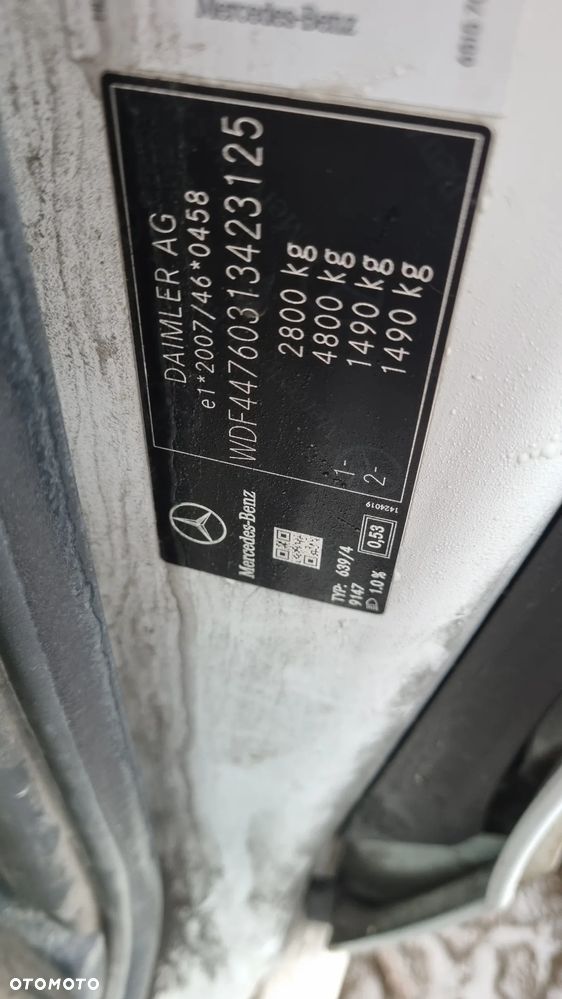 Mercedes-Benz
DAIMLER AG
e1*2007/46*0458
WDF44760313423125
2800 kg
4800 kg
1- 1490 kg
2- 1490 kg
Mercedes-Benz
TYP: 639/4
9147
1.0%
0,53
1424019
OTOMOTO